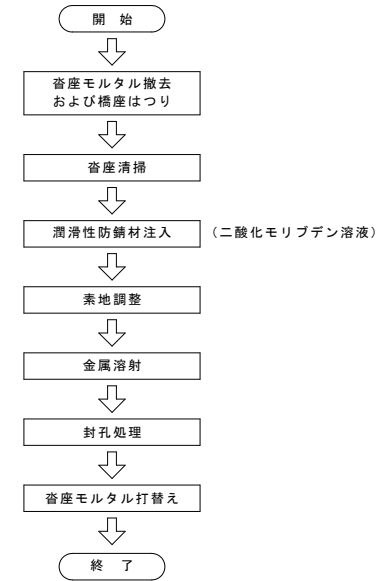 開 始
沓座モルタル撤去
および橋座はつり
沓座清掃
潤滑性防錆材注入 (二酸化モリブデン溶液)
素地調整
金属溶射
封孔処理
沓座モルタル打替え
終 了